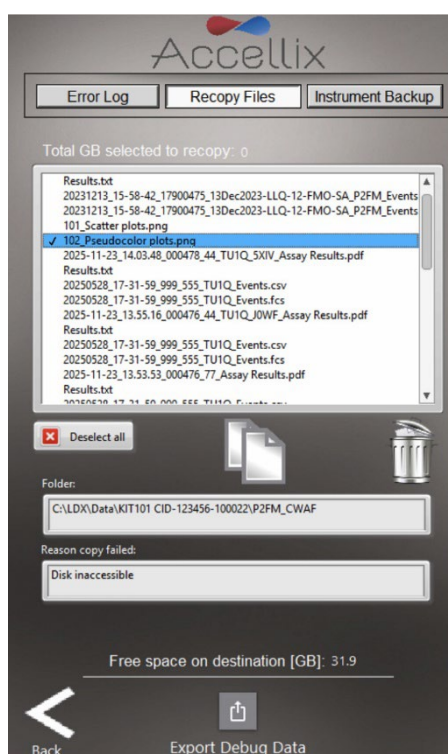 Accellix
Error Log
Recopy Files
Instrument Backup
Total GB selected to recopy: 0
Results.txt
20231213_15-58-42_17900475_13Dec2023-LLQ-12-FMO-SA_P2FM_Events
20231213_15-58-42_17900475_13Dec2023-LLQ-12-FMO-SA_P2FM_Events
101_Scatter plots.png
✓ 102_Pseudocolor plots.png
2025-11-23_14.03.48_000478_44_TU1Q_5XIV_Assay Results.pdf
Results.txt
20250528_17-31-59_999_555_TU1Q_Events.csv
20250528_17-31-59_999_555_TU1Q_Events.fcs
2025-11-23_13.55.16_000476_44_TU1Q_J0WF_Assay Results.pdf
Results.txt
20250528_17-31-59_999_555_TU1Q_Events.csv
20250528_17-31-59_999_555_TU1Q_Events.fcs
2025-11-23_13.53.53_000476_77_Assay Results.pdf
Results.txt
20250528_17-31-59_999_555_TU1Q_Events.csv
Deselect all
Folder:
C:\LDX\Data\KIT101 CID-123456-100022\P2FM_CWAF
Reason copy failed:
Disk inaccessible
Free space on destination [GB]: 31.9
Back
Export Debug Data